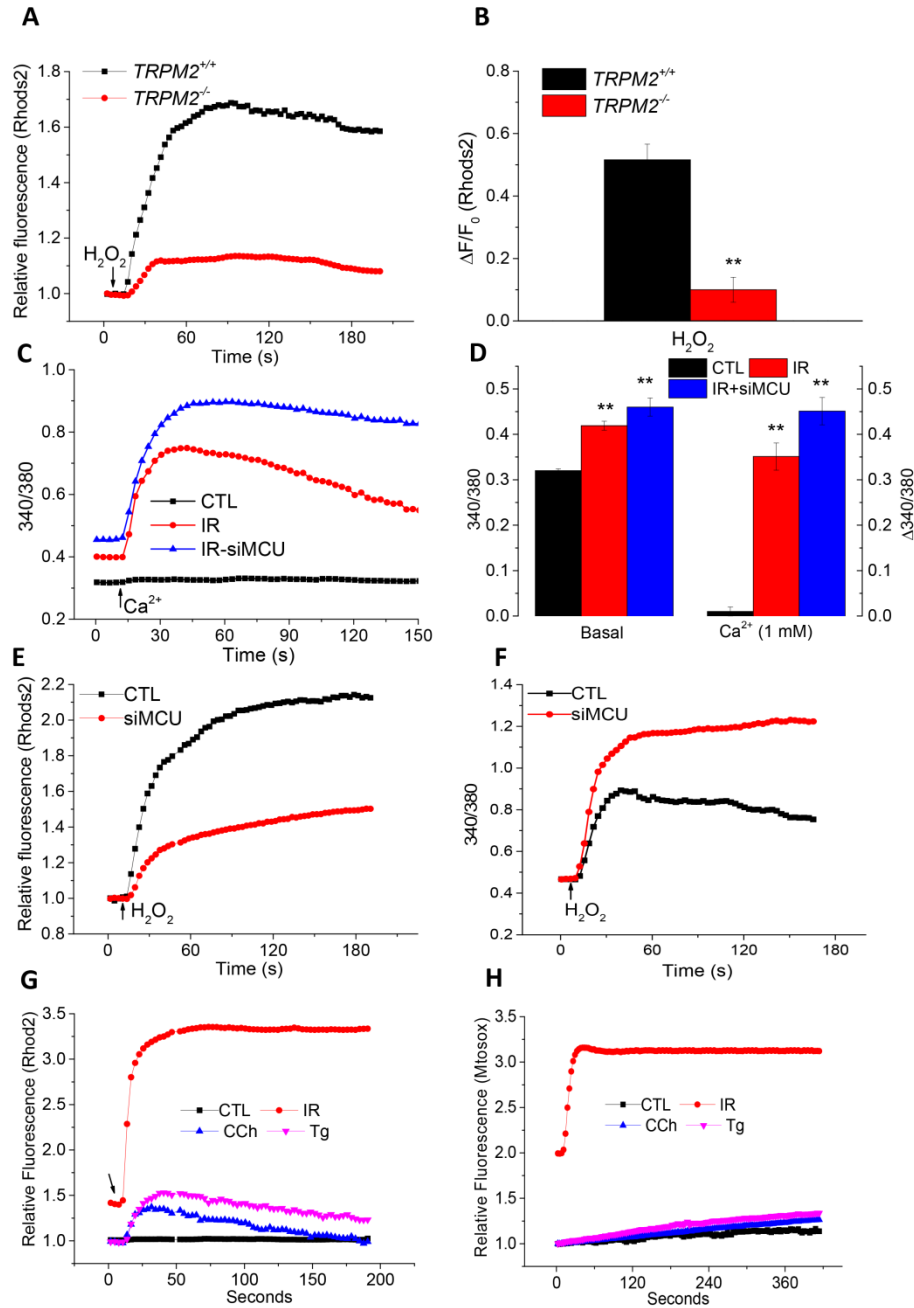 A
Relative fluorescence (Rhods2)
1.8
1.6
1.4
1.2
1.0
TRPM2+/+
TRPM2-/-
H2O2
0
60
120
180
Time (s)
B
ΔF/F0 (Rhods2)
0.8
0.6
0.4
0.2
0.0
TRPM2+/+
TRPM2-/-
**
H2O2
C
340/380
1.0
0.8
0.6
0.4
0.2
CTL
IR
IR-siMCU
Ca2+
0
30
60
90
120
150
Time (s)
D
340/380
0.5
0.4
0.3
0.2
0.1
0.0
CTL
IR
IR+siMCU
**
**
**
**
0.5
0.4
0.3
0.2
0.1
0.0
Δ340/380
Basal
Ca2+ (1 mM)
E
Relative fluorescence (Rhods2)
2.2
2.0
1.8
1.6
1.4
1.2
1.0
0.8
CTL
siMCU
H2O2
0
60
120
180
Time (s)
F
340/380
1.4
1.2
1.0
0.8
0.6
0.4
0.2
CTL
siMCU
H2O2
0
60
120
180
Time (s)
G
Relative Fluorescence (Rhod2)
3.5
3.0
2.5
2.0
1.5
1.0
CTL
IR
CCh
Tg
0
50
100
150
200
Seconds
H
Relative Fluorescence (Mtosox)
3.5
3.0
2.5
2.0
1.5
1.0
CTL
IR
CCh
Tg
0
120
240
360
Seconds